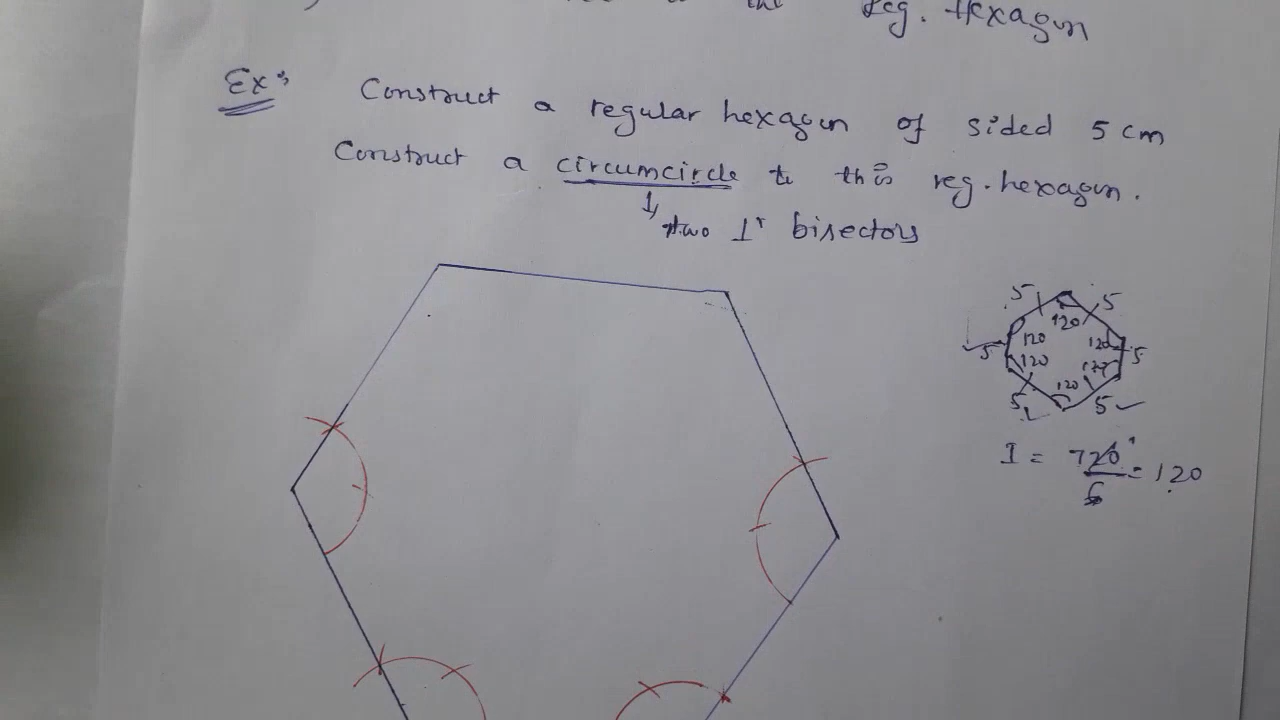 the Reg. Hexagon
Ex: Construct a regular hexagon of sided 5 cm
Construct a circumcircle to this reg. hexagon.
two ⊥r bisectors
5 5
120
120 120
5 5
120 120
120
5 5
I = 720°/6 = 120